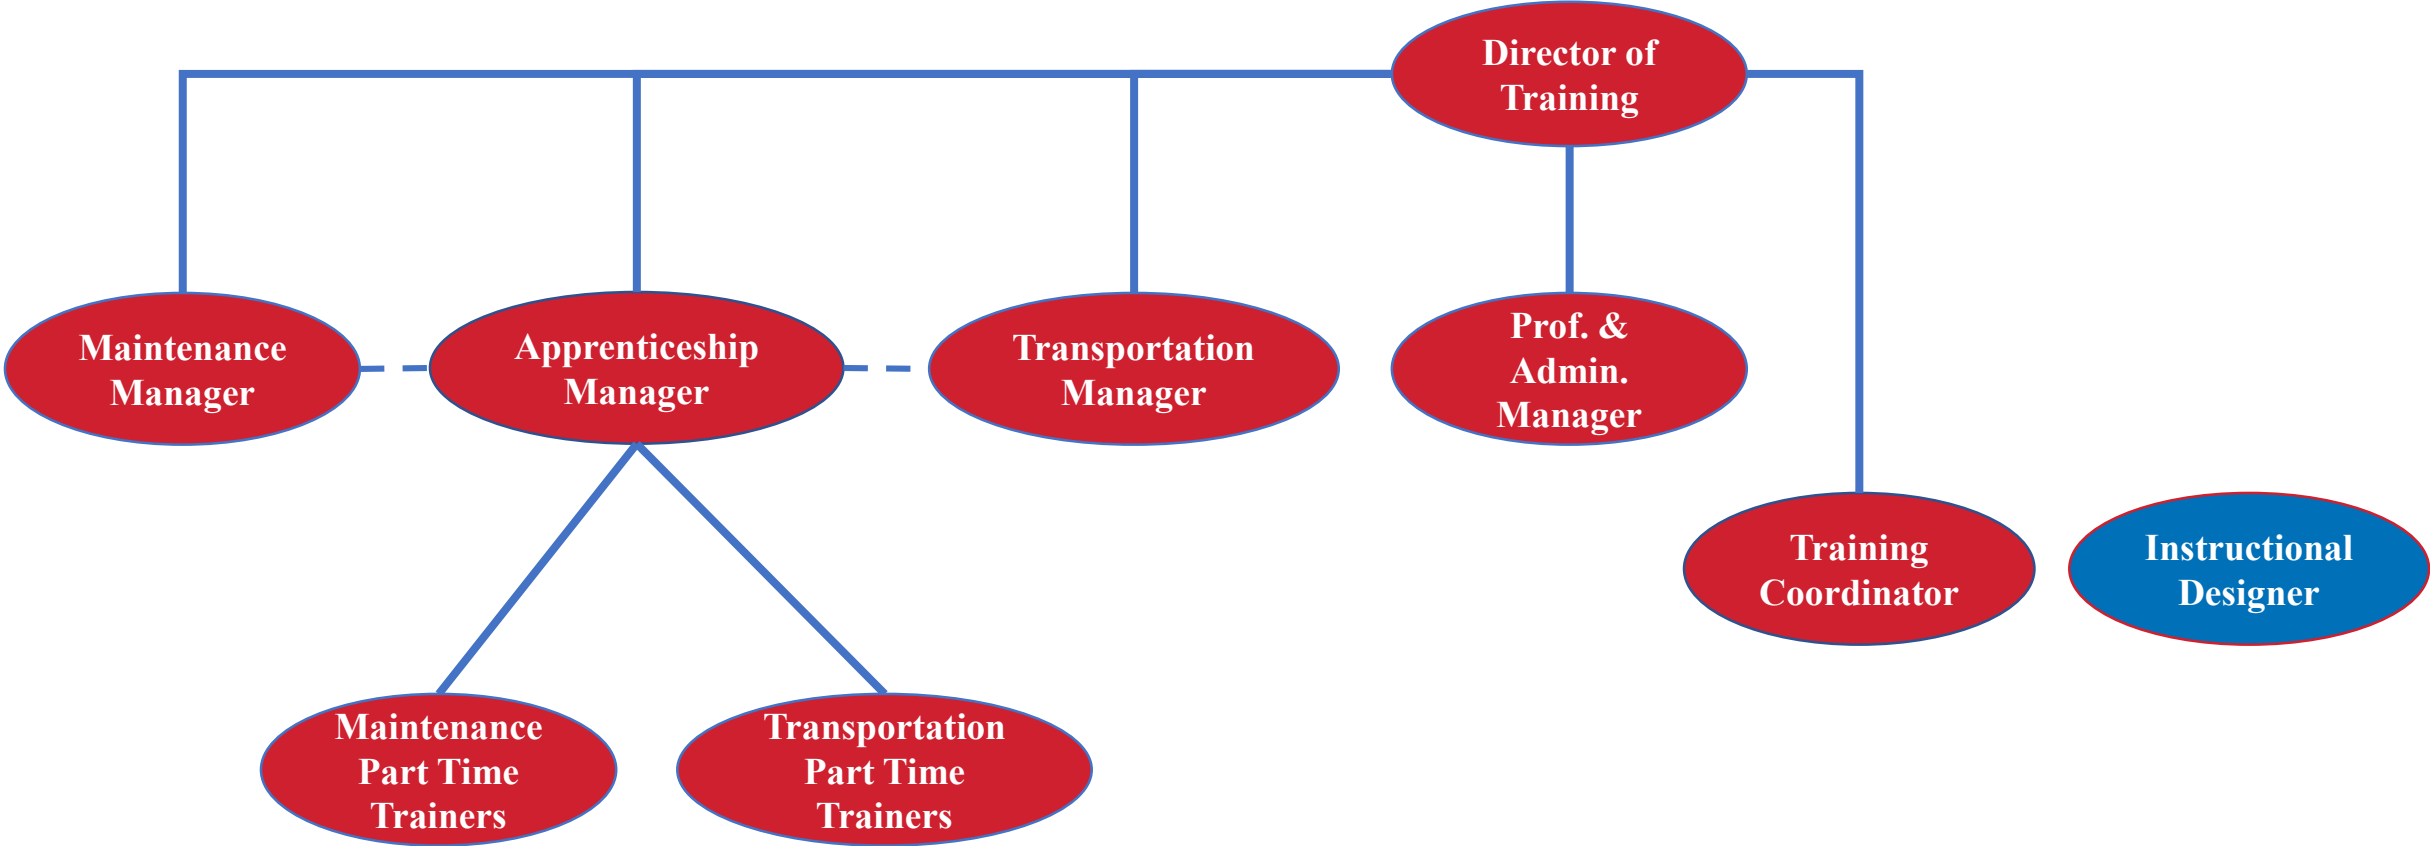 Director of
Training
Maintenance
Manager
Apprenticeship
Manager
Transportation
Manager
Prof. &
Admin.
Manager
Training
Coordinator
Instructional
Designer
Maintenance
Part Time
Trainers
Transportation
Part Time
Trainers